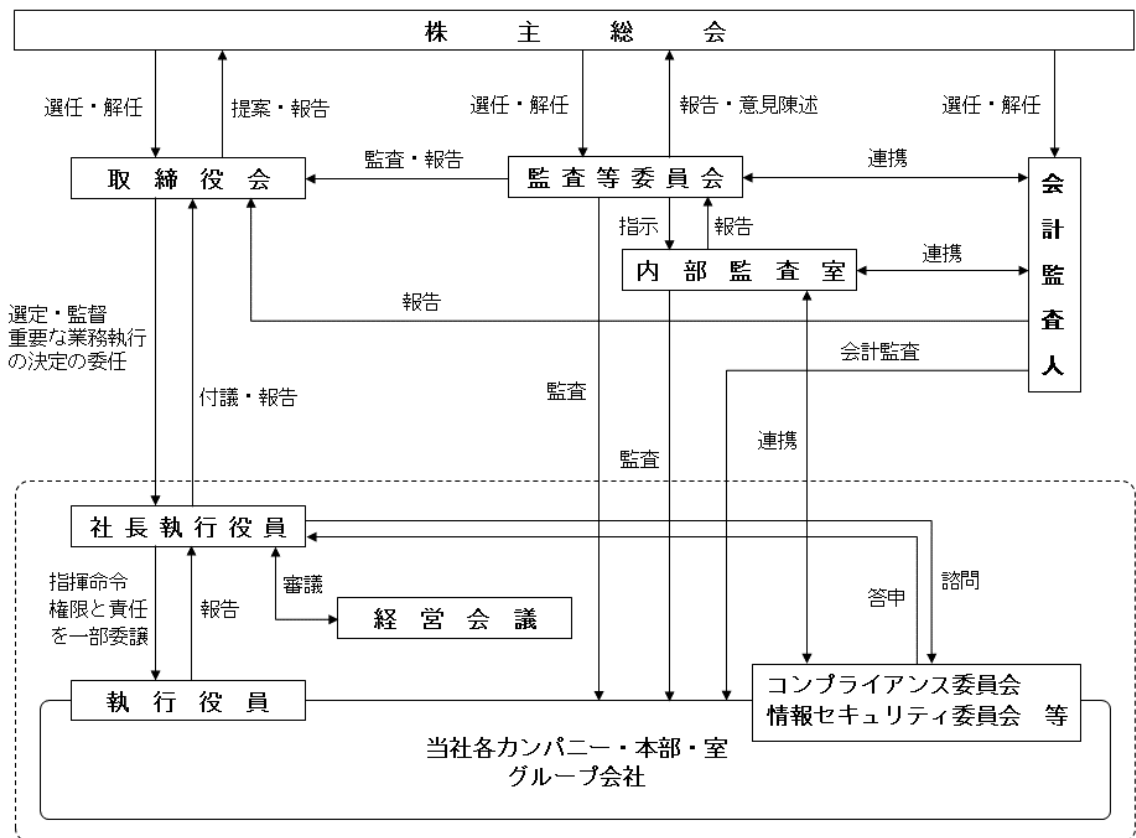 株主総会
選任・解任
提案・報告
選任・解任
報告・意見陳述
選任・解任
取締役会
監査・報告
監査等委員会
連携
会計監査人
指示
報告
内部監査室
連携
報告
選定・監督
重要な業務執行
の決定の委任
会計監査
付議・報告
監査
連携
監査
社長執行役員
指揮命令
権限と責任
を一部委譲
報告
審議
経営会議
答申
諮問
執行役員
コンプライアンス委員会
情報セキュリティ委員会 等
当社各カンパニー・本部・室
グループ会社